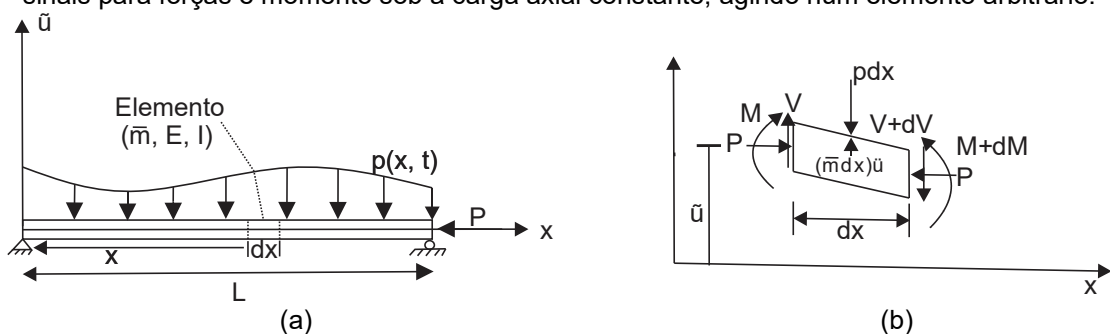 sinais para forças e momento sob a carga axial constante, agindo num elemento arbitrário.
ũ
Elemento
(m̅, E, I)
p(x, t)
P
x
x
dx
L
(a)
pdx
M
V
V+dV
M+dM
P
(m̅dx)ü
P
ũ
dx
x
(b)